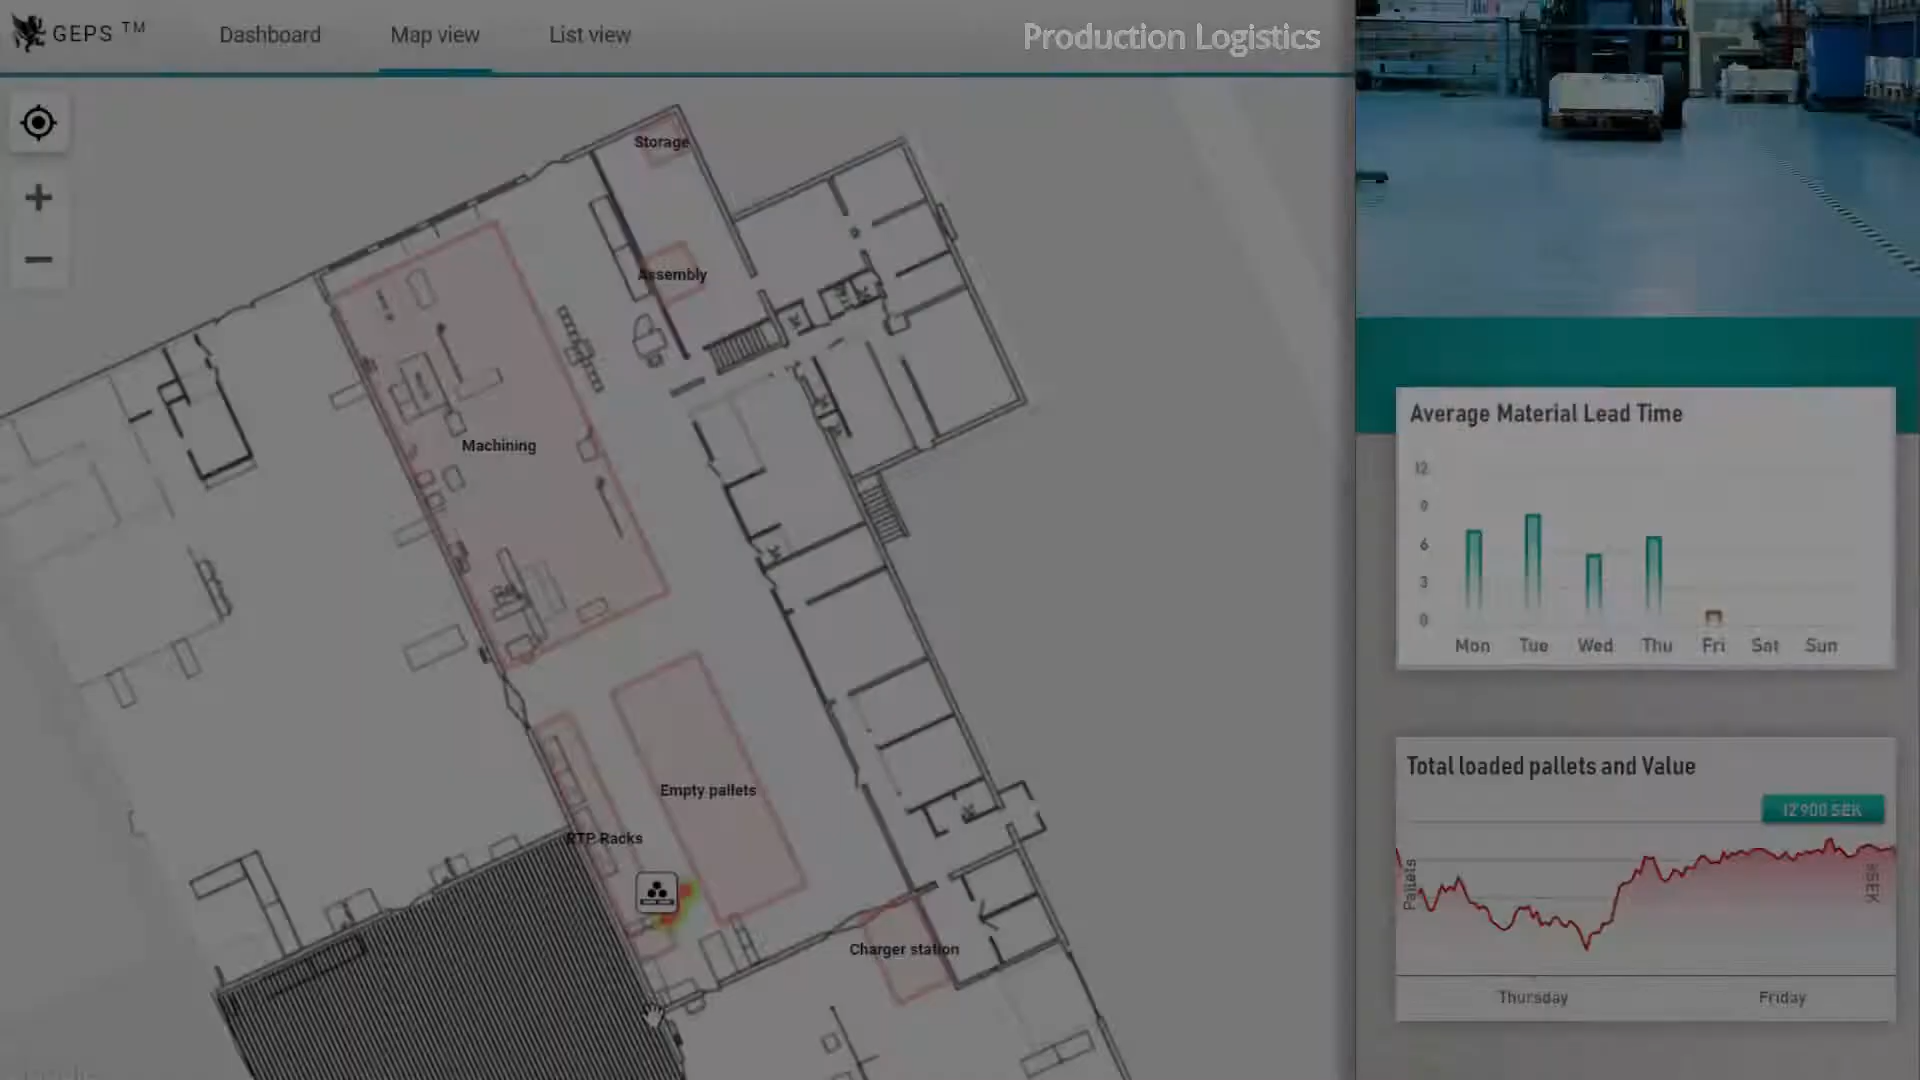 GEPS ™
Dashboard
Map view
List view
Production Logistics
Storage
Assembly
Machining
Empty pallets
RTP Racks
Charger station
Average Material Lead Time
12
9
6
3
0
Mon Tue Wed Thu Fri Sat Sun
Total loaded pallets and Value
12'900 SEK
Pallets
Thursday Friday